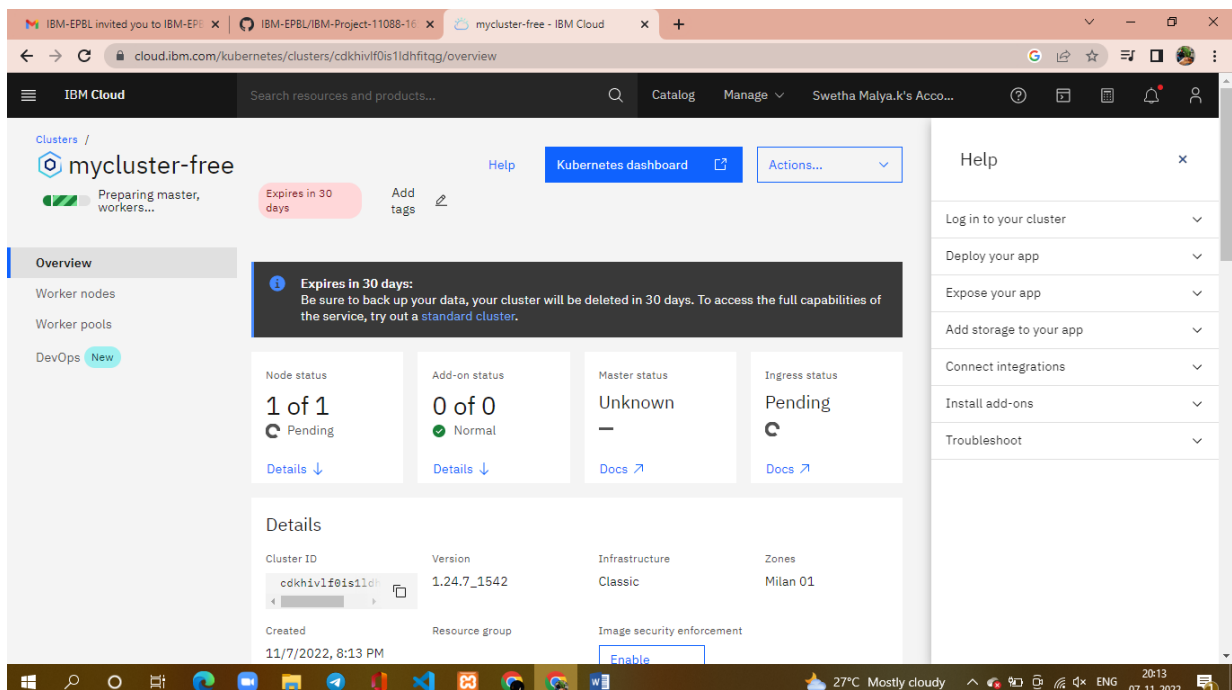 IBM-EPBL invited you to IBM-EPB
IBM-EPBL/IBM-Project-11088-16
mycluster-free - IBM Cloud
cloud.ibm.com/kubernetes/clusters/cdkhivlf0is1ldhfitqg/overview
IBM Cloud
Search resources and products...
Catalog
Manage
Swetha Malya.k's Acco...
Clusters /
mycluster-free
Preparing master,
workers...
Expires in 30
days
Add
tags
Help
Kubernetes dashboard
Actions...
Overview
Worker nodes
Worker pools
DevOps New
Expires in 30 days:
Be sure to back up your data, your cluster will be deleted in 30 days. To access the full capabilities of
the service, try out a standard cluster.
Node status
1 of 1
Pending
Details
Add-on status
0 of 0
Normal
Details
Master status
Unknown
Docs
Ingress status
Pending
Docs
Details
Cluster ID
cdkhivlf0is1ldh
Version
1.24.7_1542
Infrastructure
Classic
Zones
Milan 01
Created
11/7/2022, 8:13 PM
Resource group
Image security enforcement
Enable
Help
Log in to your cluster
Deploy your app
Expose your app
Add storage to your app
Connect integrations
Install add-ons
Troubleshoot
27°C Mostly cloudy
ENG
20:13
07-11-2022